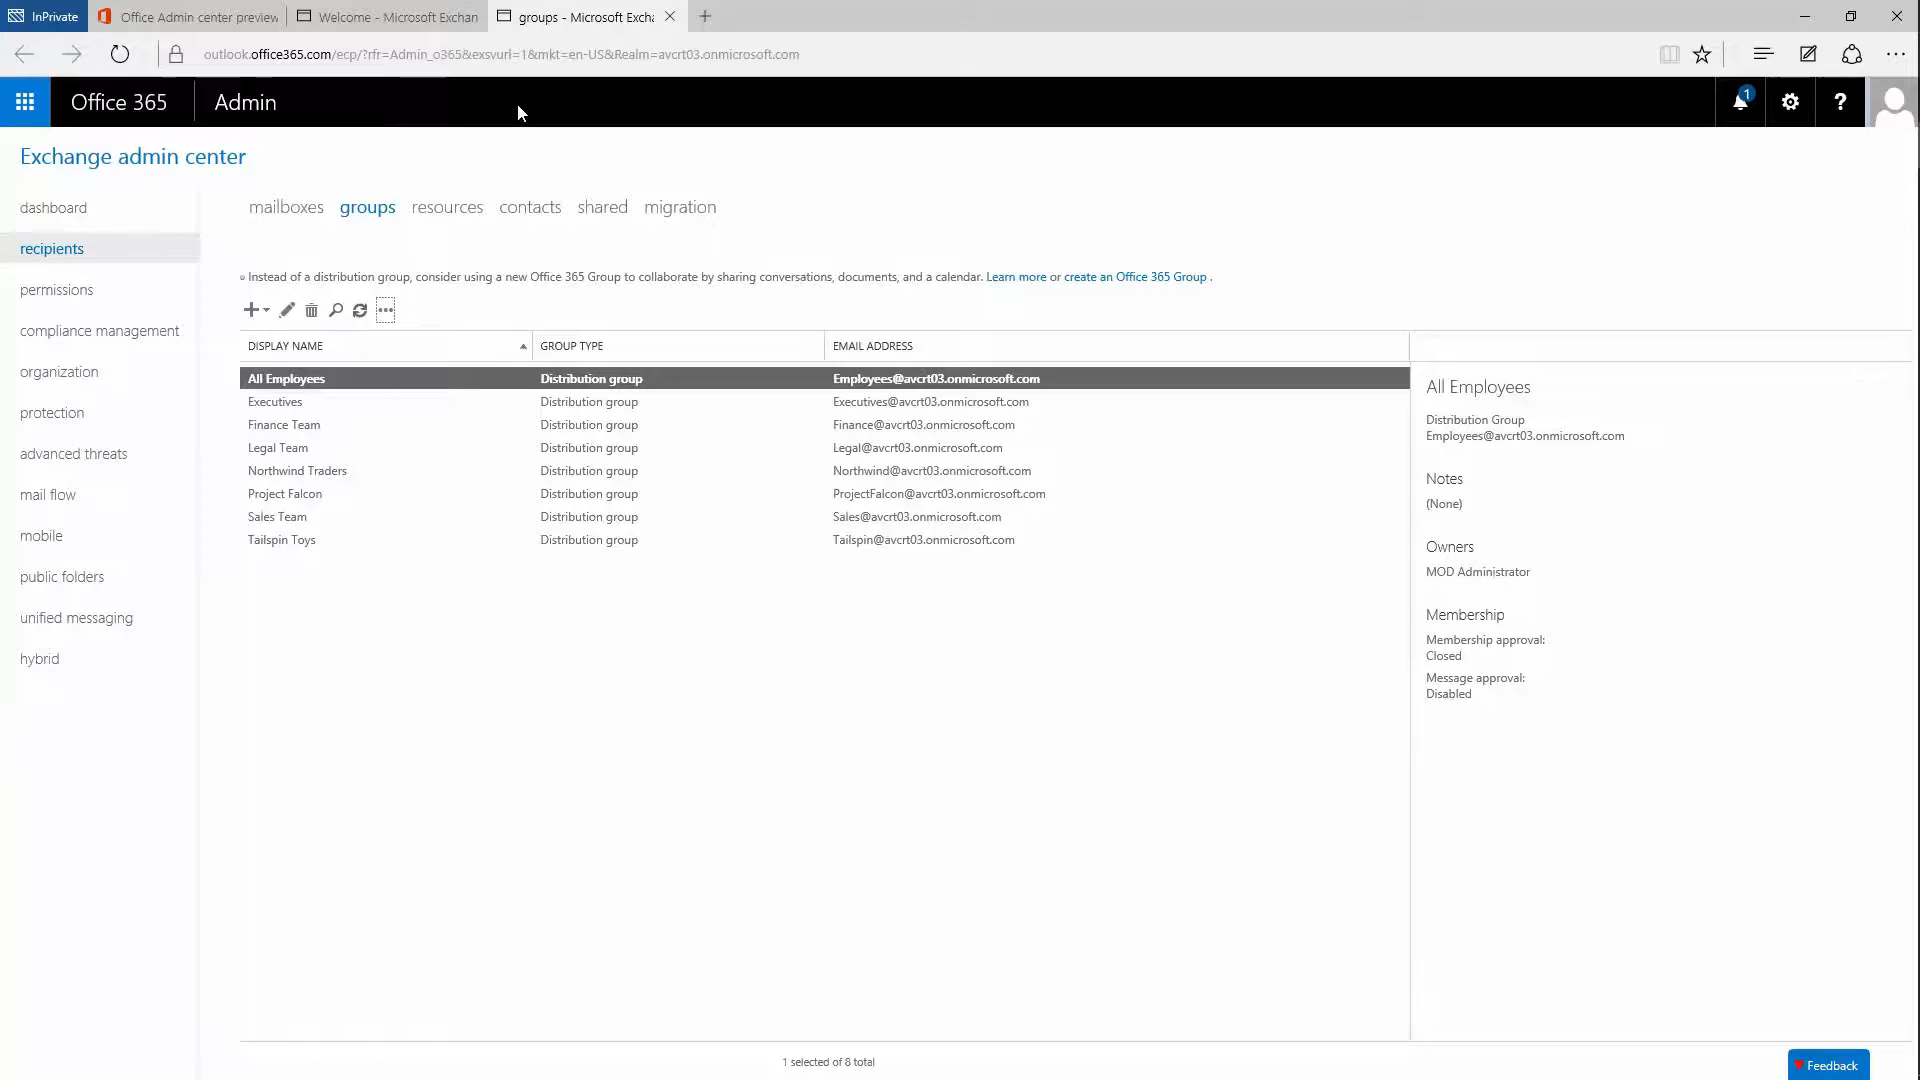 InPrivate
Office Admin center preview
Welcome - Microsoft Exchan
groups - Microsoft Excha
outlook.office365.com/ecp/?rfr=Admin_o365&exsvurl=1&mkt=en-US&Realm=avcrt03.onmicrosoft.com
Office 365
Admin
1
?
Exchange admin center
dashboard
recipients
permissions
compliance management
organization
protection
advanced threats
mail flow
mobile
public folders
unified messaging
hybrid
mailboxes groups resources contacts shared migration
Instead of a distribution group, consider using a new Office 365 Group to collaborate by sharing conversations, documents, and a calendar. Learn more or create an Office 365 Group .
DISPLAY NAME GROUP TYPE EMAIL ADDRESS
All Employees Distribution group Employees@avcrt03.onmicrosoft.com
Executives Distribution group Executives@avcrt03.onmicrosoft.com
Finance Team Distribution group Finance@avcrt03.onmicrosoft.com
Legal Team Distribution group Legal@avcrt03.onmicrosoft.com
Northwind Traders Distribution group Northwind@avcrt03.onmicrosoft.com
Project Falcon Distribution group ProjectFalcon@avcrt03.onmicrosoft.com
Sales Team Distribution group Sales@avcrt03.onmicrosoft.com
Tailspin Toys Distribution group Tailspin@avcrt03.onmicrosoft.com
All Employees
Distribution Group
Employees@avcrt03.onmicrosoft.com
Notes
(None)
Owners
MOD Administrator
Membership
Membership approval:
Closed
Message approval:
Disabled
1 selected of 8 total
Feedback